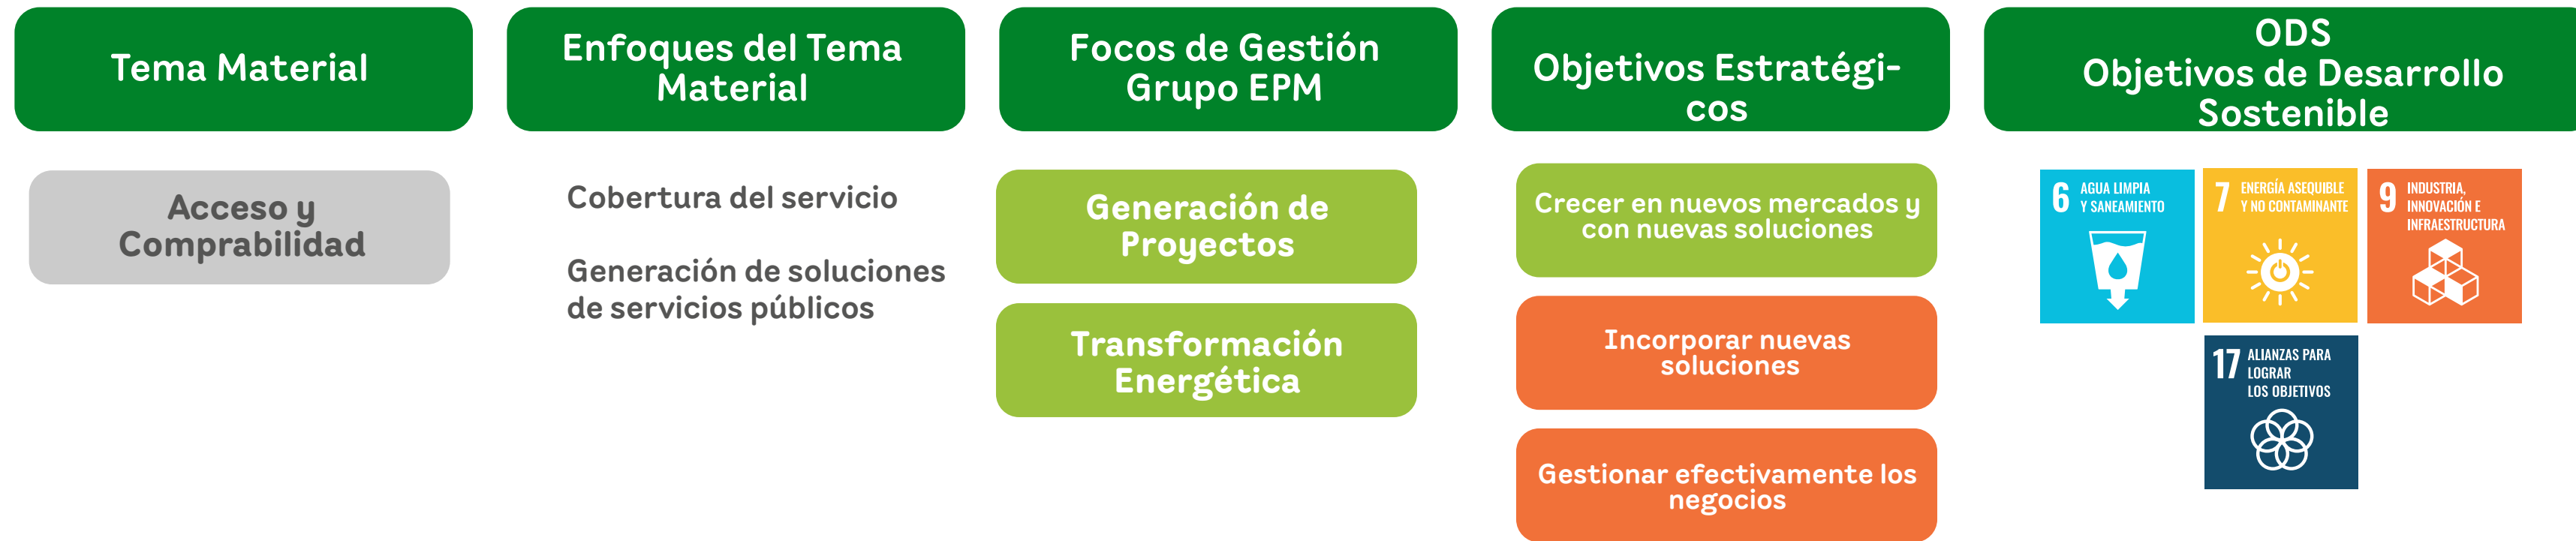 Tema Material
Enfoques del Tema
Material
Focos de Gestión
Grupo EPM
Objetivos Estratégi-
cos
ODS
Objetivos de Desarrollo
Sostenible
Acceso y
Comprabilidad
Cobertura del servicio
Generación de soluciones
de servicios públicos
Generación de
Proyectos
Transformación
Energética
Crecer en nuevos mercados y
con nuevas soluciones
Incorporar nuevas
soluciones
Gestionar efectivamente los
negocios
6 AGUA LIMPIA
Y SANEAMIENTO
7 ENERGÍA ASEQUIBLE
Y NO CONTAMINANTE
9 INDUSTRIA,
INNOVACIÓN E
INFRAESTRUCTURA
17 ALIANZAS PARA
LOGRAR
LOS OBJETIVOS